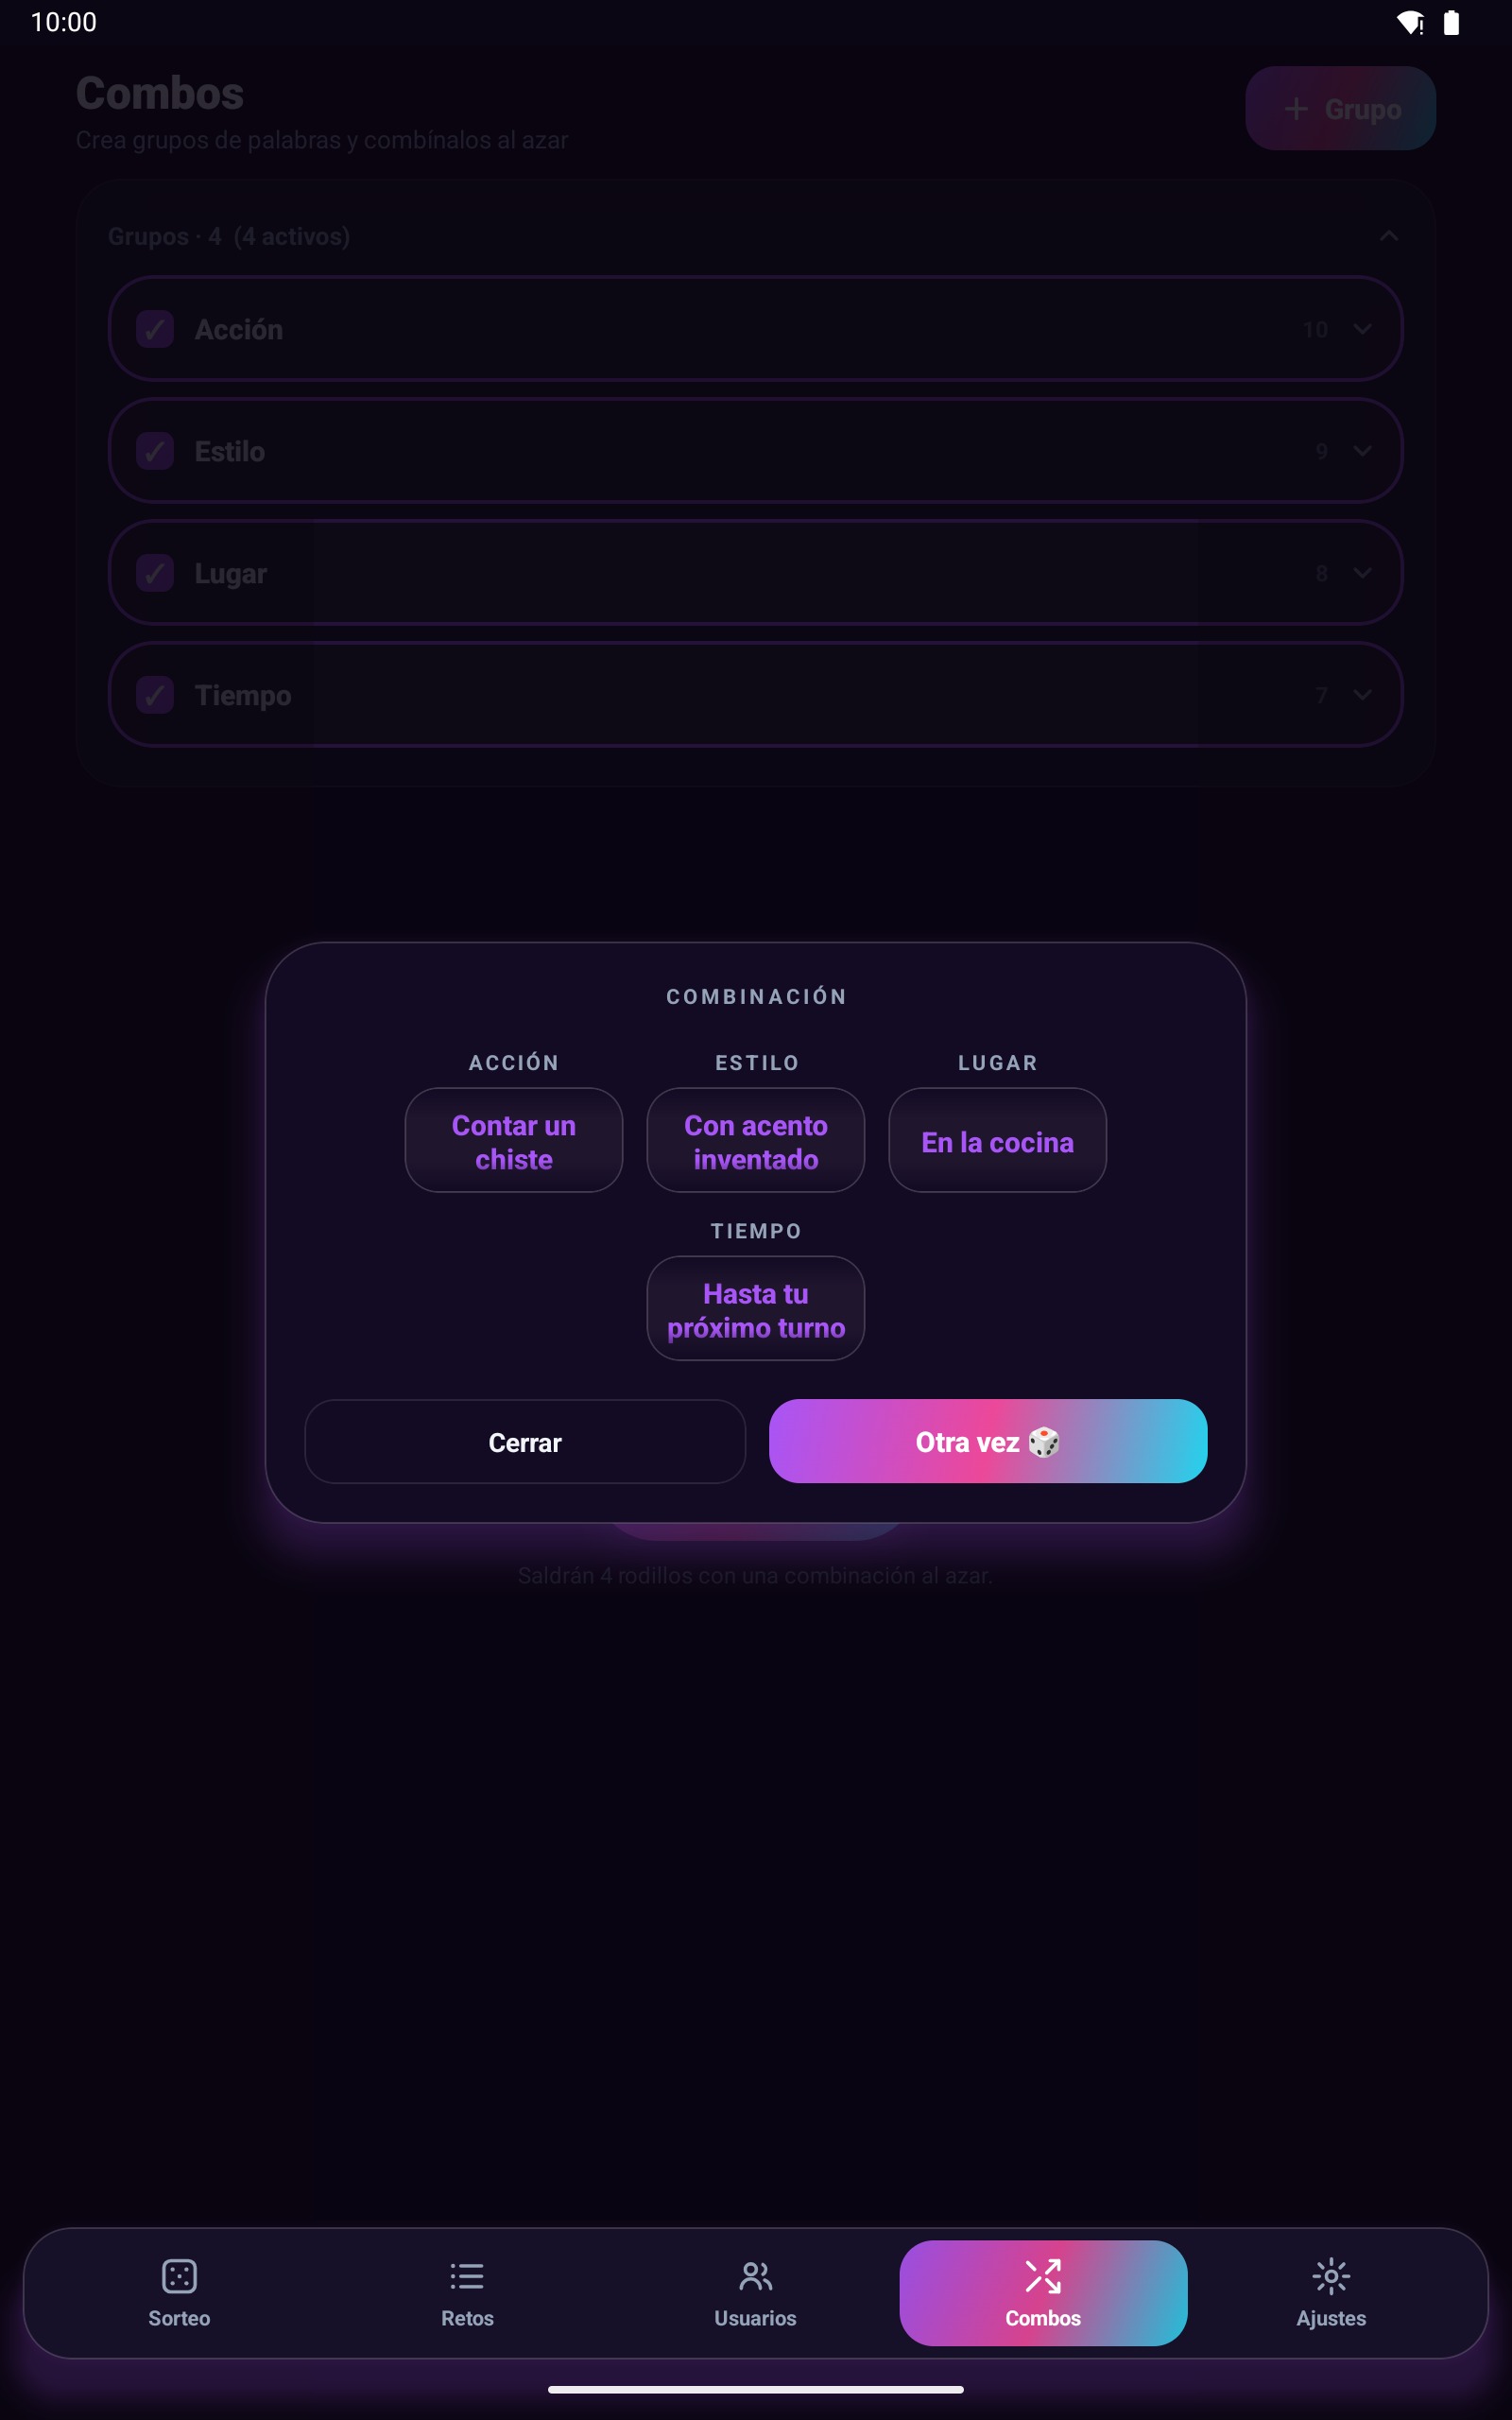 10:00
Combos
Crea grupos de palabras y combínalos al azar
+ Grupo
Grupos · 4 (4 activos)
✓ Acción 10
✓ Estilo 9
✓ Lugar 8
✓ Tiempo 7
COMBINACIÓN
ACCIÓN ESTILO LUGAR
Contar un chiste
Con acento inventado
En la cocina
TIEMPO
Hasta tu
próximo turno
Cerrar
Otra vez 🎲
Saldrán 4 rodillos con una combinación al azar.
Sorteo
Retos
Usuarios
Combos
Ajustes